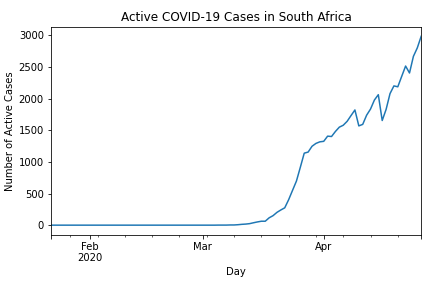 Active COVID-19 Cases in South Africa
3000
2500
2000
1500
1000
500
0
Number of Active Cases
Feb
2020
Mar
Apr
Day